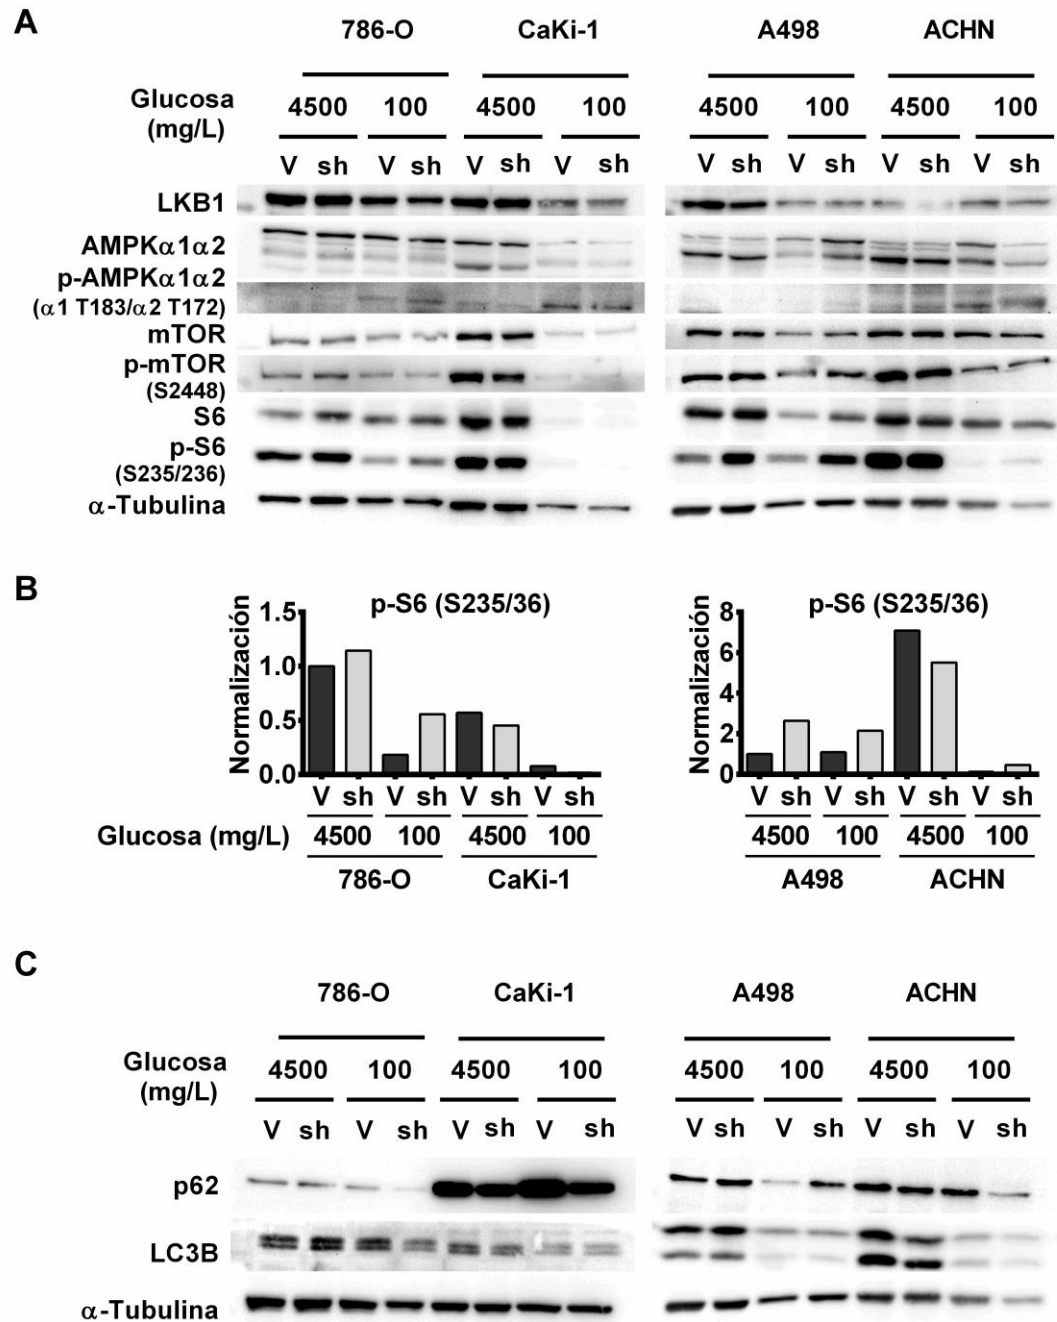 A
786-O CaKi-1 A498 ACHN
Glucosa (mg/L) 4500 100 4500 100 4500 100 4500 100
V sh V sh V sh V sh V sh V sh V sh V sh
LKB1
AMPKα1α2
p-AMPKα1α2
(α1 T183/α2 T172)
mTOR
p-mTOR
(S2448)
S6
p-S6
(S235/236)
α-Tubulina
B
p-S6 (S235/36) p-S6 (S235/36)
Normalización Normalización
1.5 8
1.0 6
4
0.5 2
0.0 0
V sh V sh V sh V sh V sh V sh V sh V sh
Glucosa (mg/L) 4500 100 4500 100 4500 100 4500 100
786-O CaKi-1 A498 ACHN
C
786-O CaKi-1 A498 ACHN
Glucosa (mg/L) 4500 100 4500 100 4500 100 4500 100
V sh V sh V sh V sh V sh V sh V sh V sh
p62
LC3B
α-Tubulina